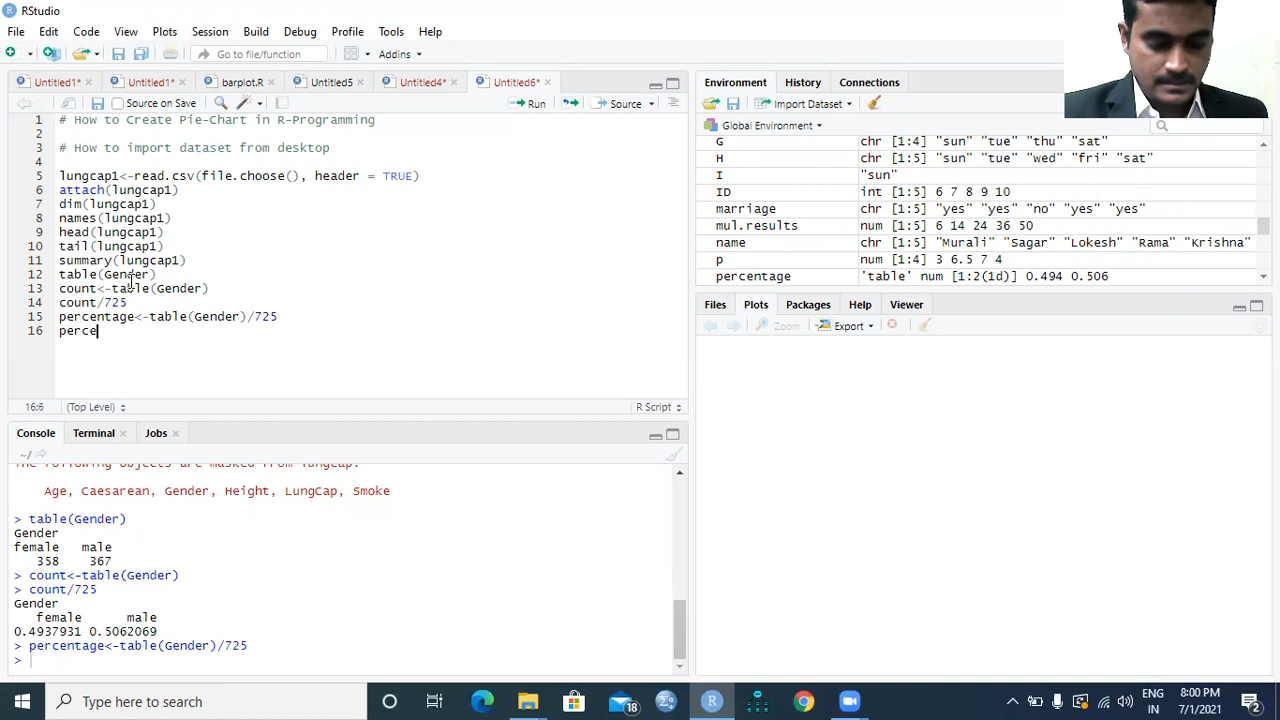 RStudio
File Edit Code View Plots Session Build Debug Profile Tools Help
Go to file/function Addins
Untitled1* Untitled1* barplot.R Untitled5 Untitled4* Untitled6*
Source on Save Run Source
1 # How to Create Pie-Chart in R-Programming
2
3 # How to import dataset from desktop
4
5 lungcap1<-read.csv(file.choose(), header = TRUE)
6 attach(lungcap1)
7 dim(lungcap1)
8 names(lungcap1)
9 head(lungcap1)
10 tail(lungcap1)
11 summary(lungcap1)
12 table(Gender)
13 count<-table(Gender)
14 count/725
15 percentage<-table(Gender)/725
16 perce
16:6 (Top Level) R Script
Console Terminal Jobs
~/
The following objects are masked from lungcap:
Age, Caesarean, Gender, Height, LungCap, Smoke
> table(Gender)
Gender
female male
358 367
> count<-table(Gender)
> count/725
Gender
female male
0.4937931 0.5062069
> percentage<-table(Gender)/725
>
Environment History Connections
Import Dataset
Global Environment
G chr [1:4] "sun" "tue" "thu" "sat"
H chr [1:5] "sun" "tue" "wed" "fri" "sat"
I "sun"
ID int [1:5] 6 7 8 9 10
marriage chr [1:5] "yes" "yes" "no" "yes" "yes"
mul.results num [1:5] 6 14 24 36 50
name chr [1:5] "Murali" "Sagar" "Lokesh" "Rama" "Krishna"
p num [1:4] 3 6.5 7 4
percentage 'table' num [1:2(1d)] 0.494 0.506
Files Plots Packages Help Viewer
Zoom Export
Type here to search
18
ENG
IN
8:00 PM
7/1/2021
2